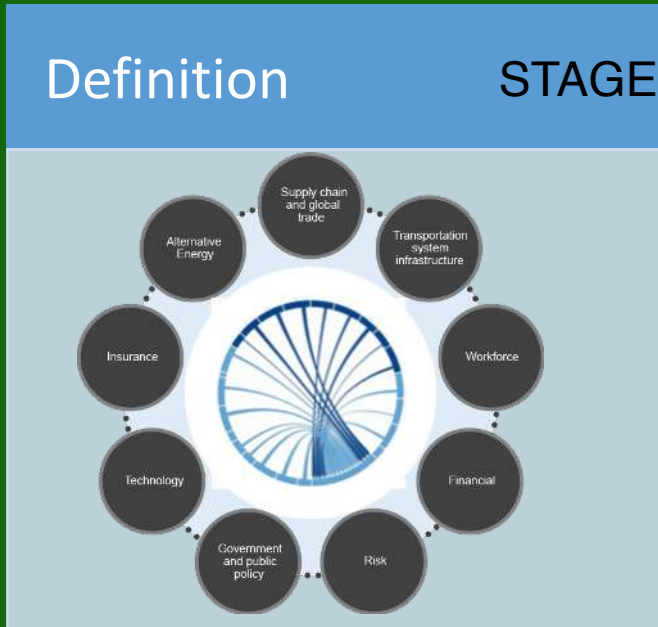 Definition
STAGE
Supply chain
and global
trade
Transportation
system
infrastructure
Workforce
Financial
Risk
Government
and public
policy
Technology
Insurance
Alternative
Energy